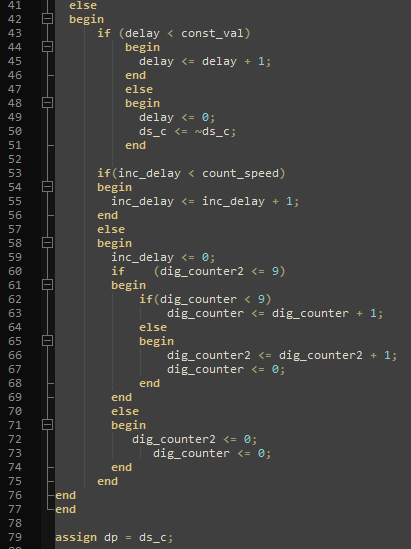 41 else
42 begin
43 if (delay < const_val)
44 begin
45 delay <= delay + 1;
46 end
47 else
48 begin
49 delay <= 0;
50 ds_c <= ~ds_c;
51 end
52
53 if(inc_delay < count_speed)
54 begin
55 inc_delay <= inc_delay + 1;
56 end
57 else
58 begin
59 inc_delay <= 0;
60 if (dig_counter2 <= 9)
61 begin
62 if(dig_counter < 9)
63 dig_counter <= dig_counter + 1;
64 else
65 begin
66 dig_counter2 <= dig_counter2 + 1;
67 dig_counter <= 0;
68 end
69 end
70 else
71 begin
72 dig_counter2 <= 0;
73 dig_counter <= 0;
74 end
75 end
76 end
77 end
78
79 assign dp = ds_c;